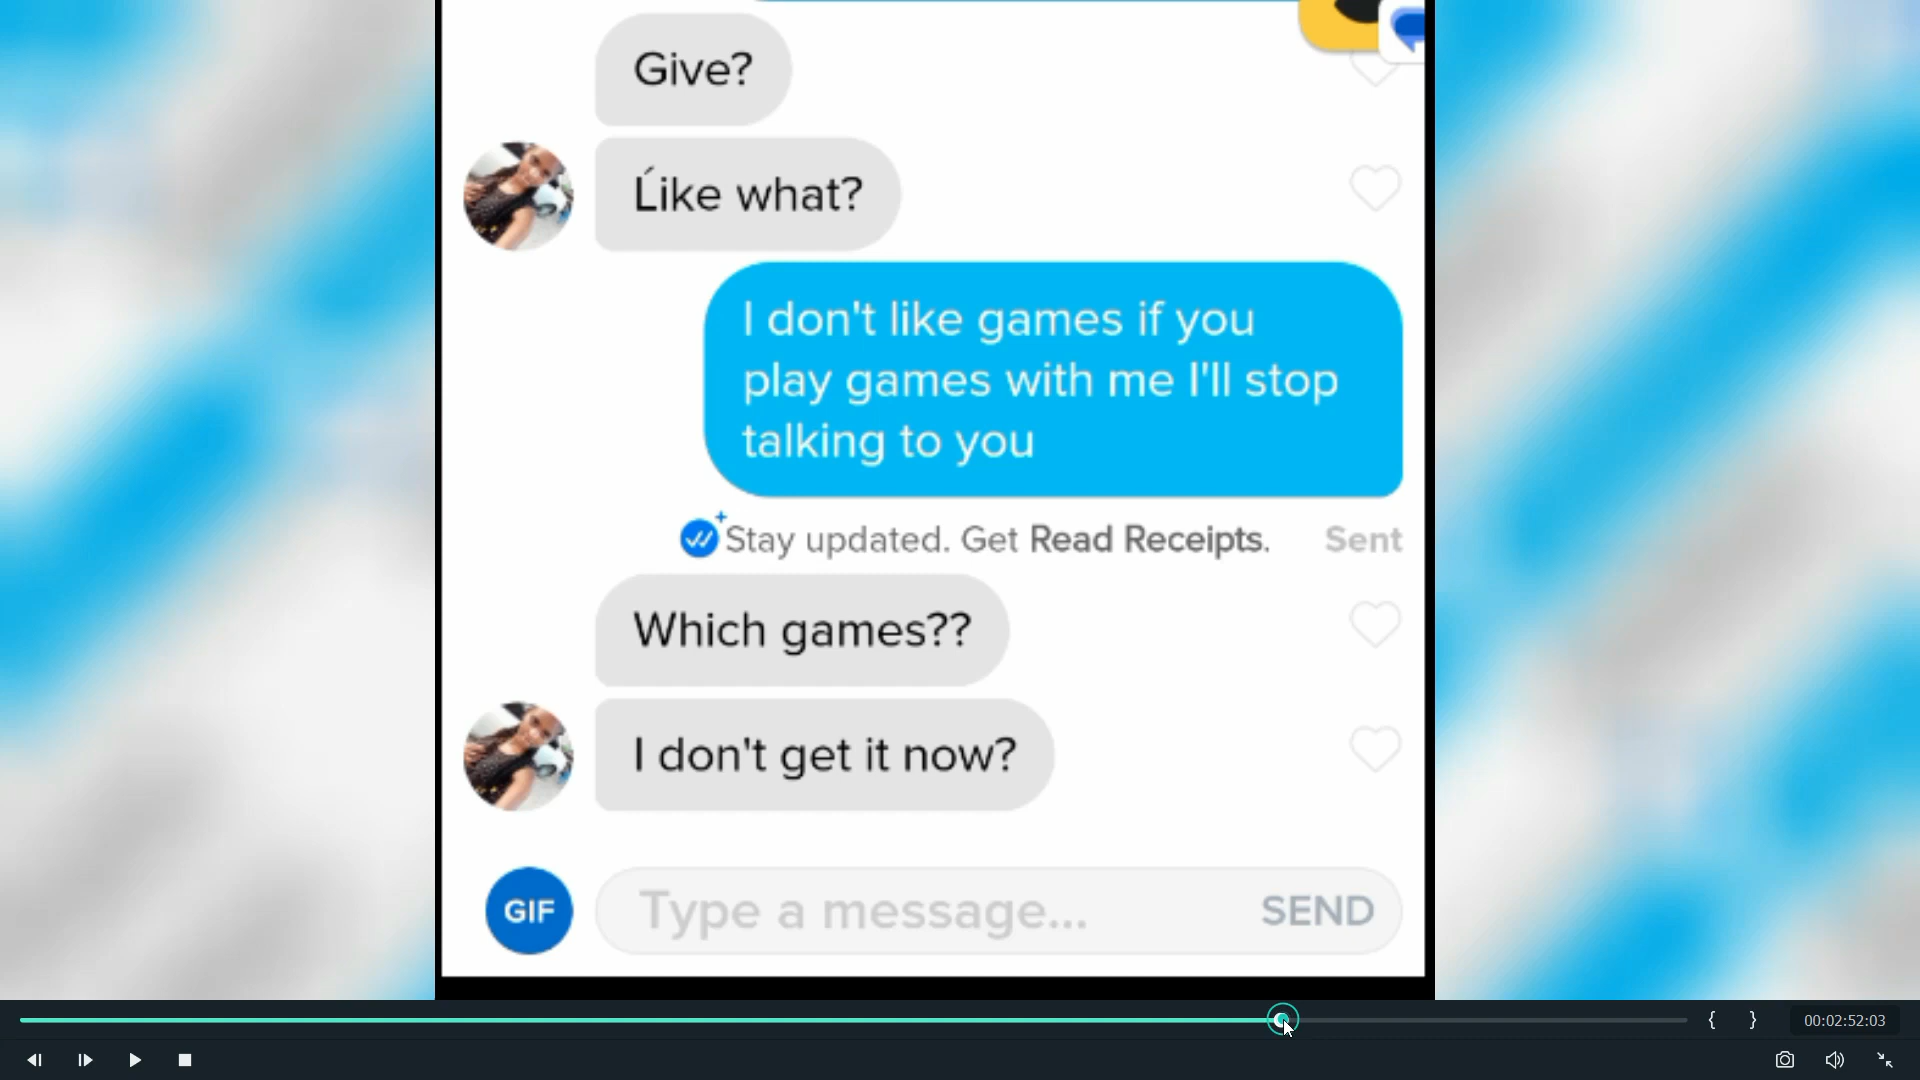 Give?
Ĺike what?
I don't like games if you
play games with me I'll stop
talking to you
Stay updated. Get Read Receipts. Sent
Which games??
I don't get it now?
GIF Type a message... SEND
{ } 00:02:52:03